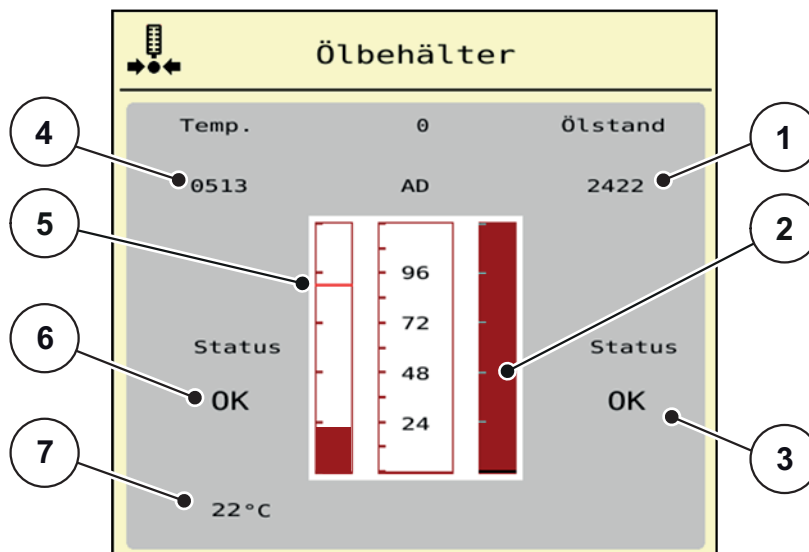 Ölbehälter
Temp. 0 Ölstand
4 1
0513 AD 2422
5 2
96
72
6 Status Status
48
OK OK
24
7 3
22°C